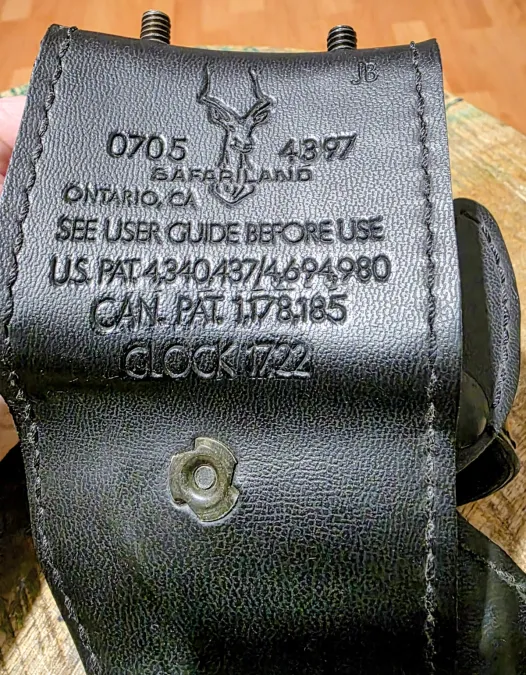 JB
0705 4397
SAFARILAND
ONTARIO, CA
SEE USER GUIDE BEFORE USE
U.S. PAT. 4,340,437/4,694,980
CAN. PAT. 1,178,185
GLOCK 17,22